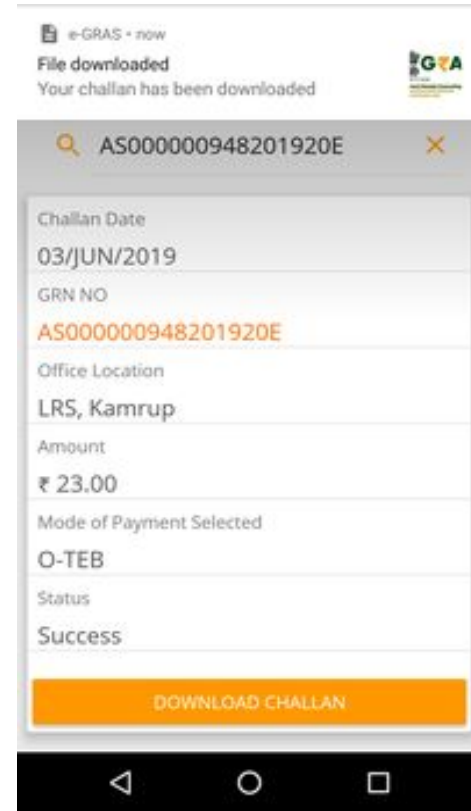 e-GRAS • now
File downloaded
Your challan has been downloaded
GRA
AS000000948201920E
Challan Date
03/JUN/2019
GRN NO
AS000000948201920E
Office Location
LRS, Kamrup
Amount
₹ 23.00
Mode of Payment Selected
O-TEB
Status
Success
DOWNLOAD CHALLAN